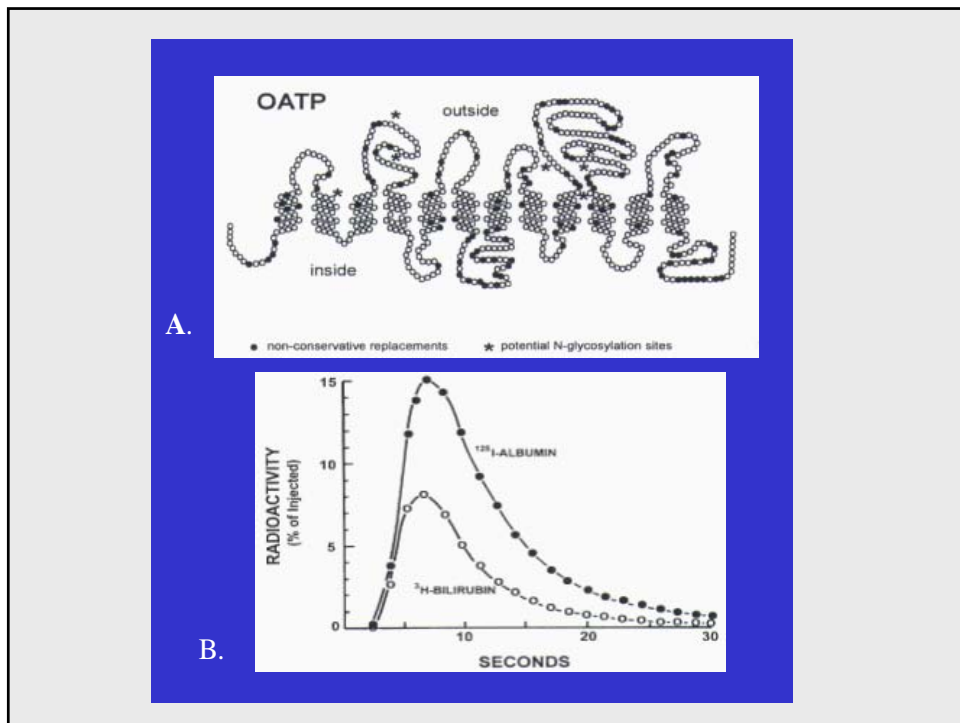 OATP
outside
inside
A.
● non-conservative replacements ★ potential N-glycosylation sites
15
10
5
0
RADIOACTIVITY
(% of Injected)
¹²⁵I-ALBUMIN
³H-BILIRUBIN
10
20
30
SECONDS
B.